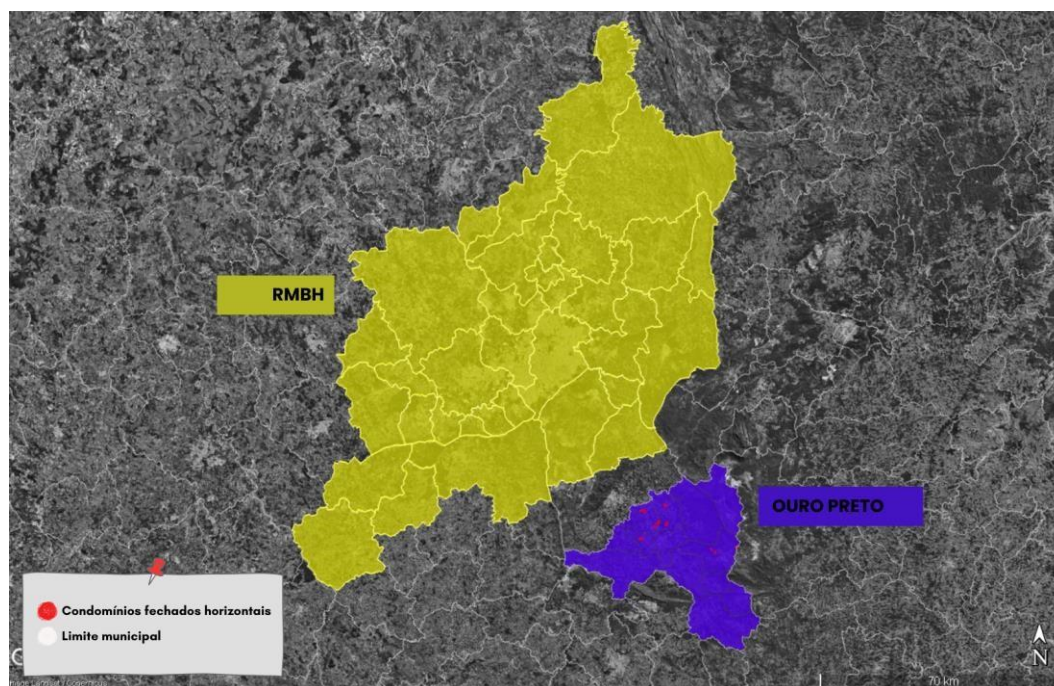 RMBH
OURO PRETO
Condomínios fechados horizontais
Limite municipal
N
70 km